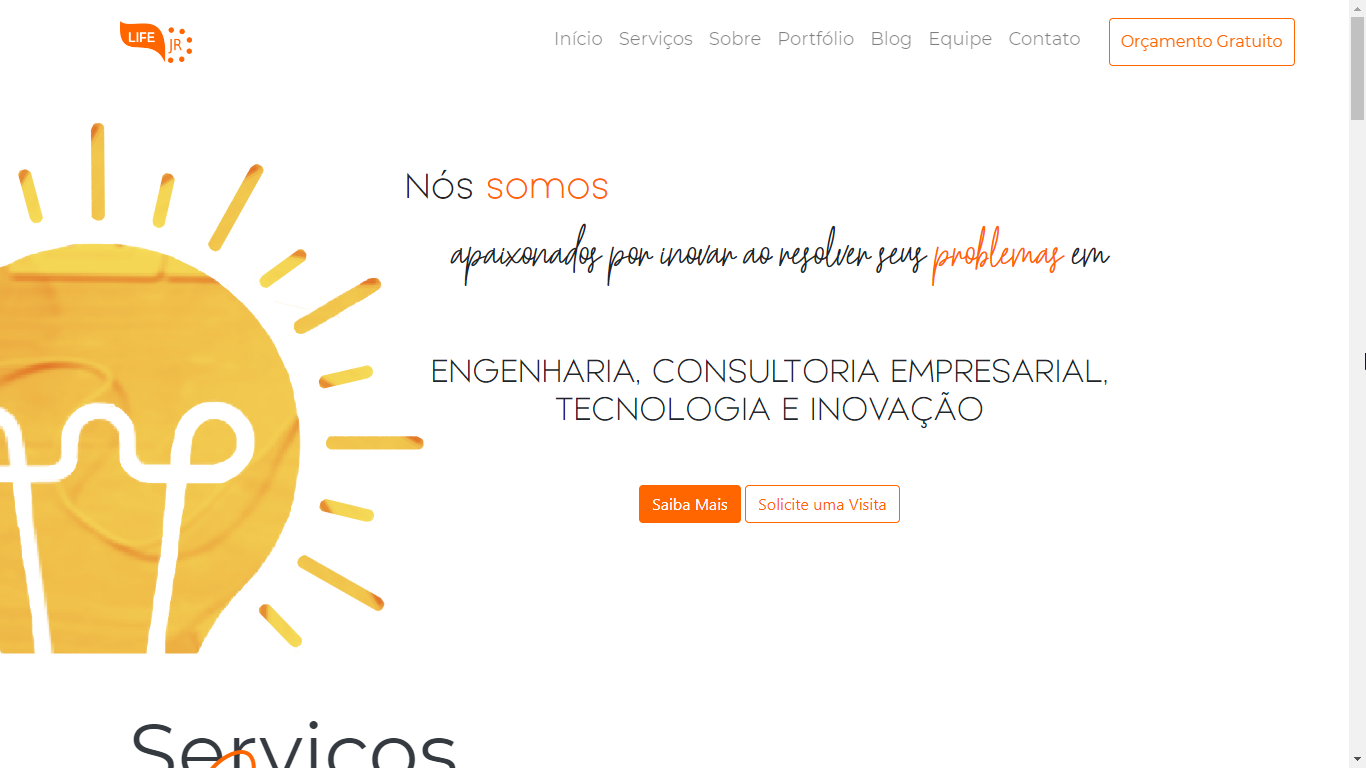 LIFE
JR
Início Serviços Sobre Portfólio Blog Equipe Contato Orçamento Gratuito
Nós somos
apaixonados por inovar ao resolver seus problemas em
ENGENHARIA, CONSULTORIA EMPRESARIAL,
TECNOLOGIA E INOVAÇÃO
Saiba Mais Solicite uma Visita
Serviços